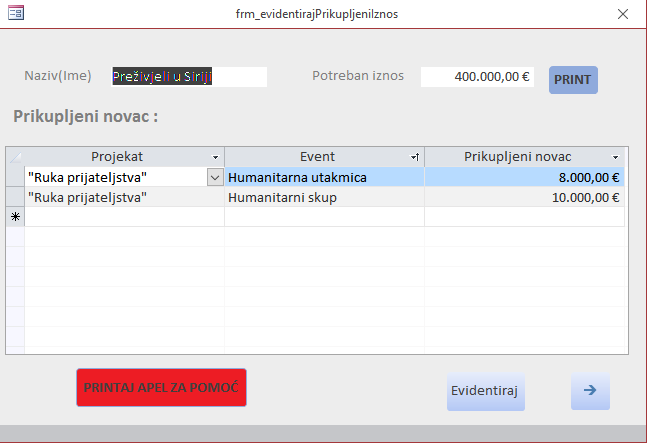 frm_evidentirajPrikupljeniIznos
Naziv(Ime) Preživjeli u Siriji Potreban iznos 400.000,00 € PRINT
Prikupljeni novac :
Projekat Event Prikupljeni novac
"Ruka prijateljstva" Humanitarna utakmica 8.000,00 €
"Ruka prijateljstva" Humanitarni skup 10.000,00 €
PRINTAJ APEL ZA POMOĆ Evidentiraj